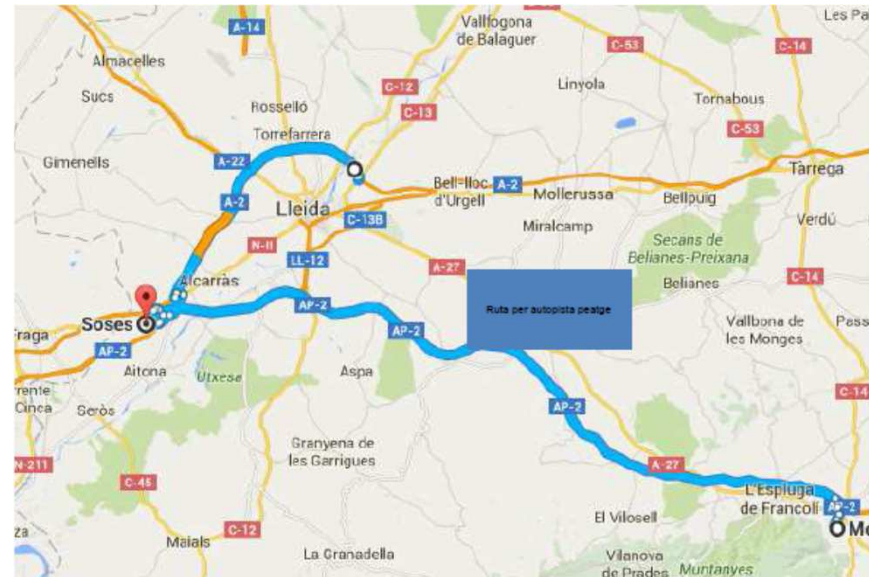 Les Pa
A-14
Vallfogona
de Balaguer
C-53
C-14
Almacelles
Sucs
C-12
Linyola
Rosselló
C-13
Tornabous
Torrefarrera
C-53
Gimenells
A-22
Tàrrega
Bell-lloc
d'Urgell
A-2
Mollerussa
A-2
Bellpuig
Lleida
C-13B
Miralcamp
Verdú
N-II
LL-12
Secans de
Belianes-Preixana
A-27
Alcarràs
Belianes
C-14
Ruta per autopista peatge
AP-2
Soses
AP-2
Vallbona de
les Monges
Pass
Fraga
AP-2
Aitona
Utxesa
Aspa
rrente
Cinca
Seròs
AP-2
C-14
Granyena de
les Garrigues
N-211
A-27
C-45
L'Espluga
de Francolí
AP-2
El Vilosell
Mo
C-12
za
Maials
La Granadella
Vilanova
de Prades
Muntanyes